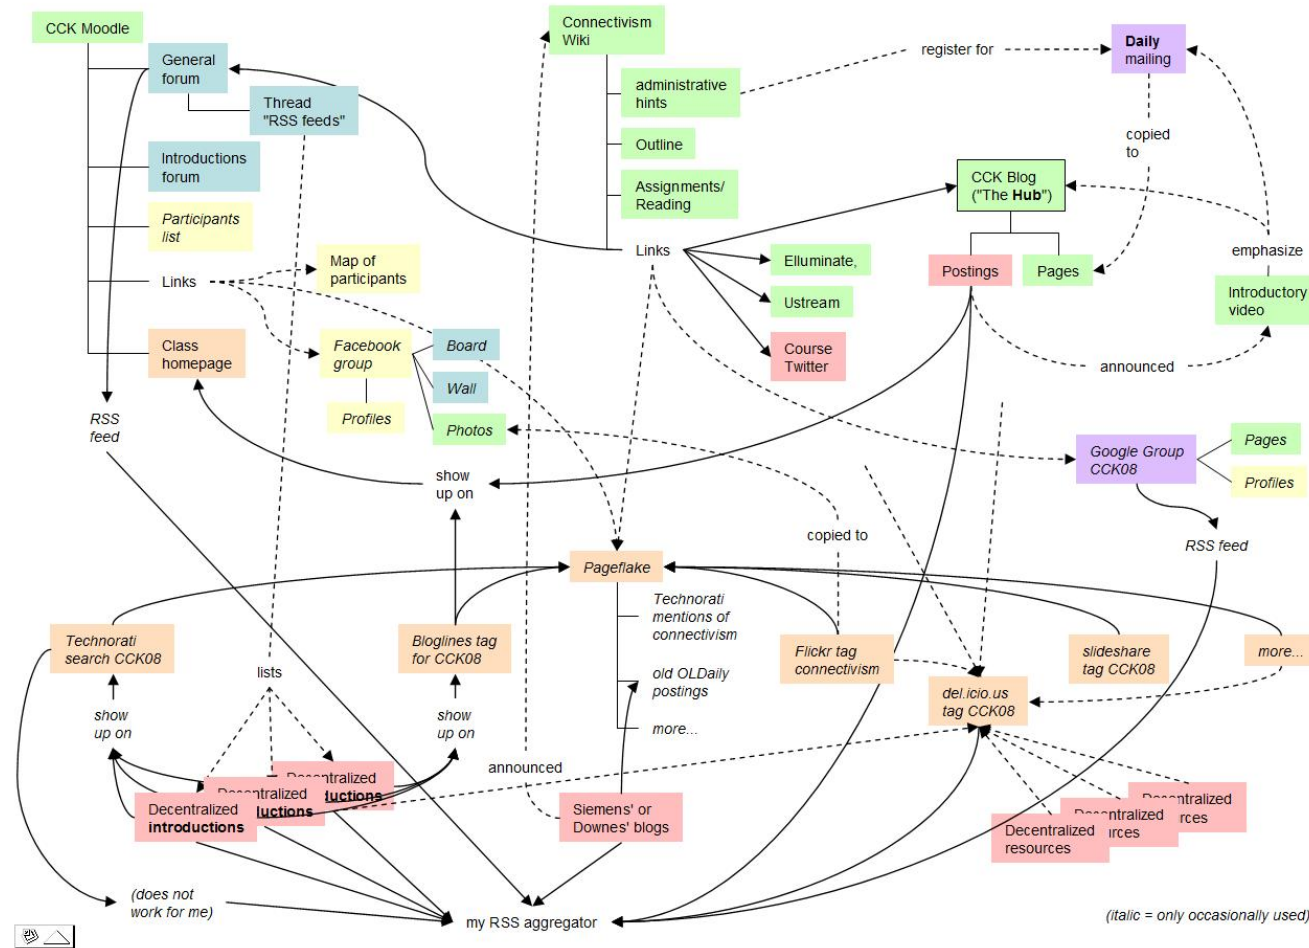 CCK Moodle
General
forum
Thread
"RSS feeds"
Introductions
forum
Participants
list
Links
Map of
participants
Class
homepage
Facebook
group
Profiles
Board
Wall
Photos
RSS
feed
Connectivism
Wiki
administrative
hints
Outline
Assignments/
Reading
Links
register for
Daily
mailing
copied
to
CCK Blog
("The Hub")
Postings
Pages
emphasize
Introductory
video
announced
Elluminate,
Ustream
Course
Twitter
Google Group
CCK08
Pages
Profiles
RSS feed
show
up on
copied to
Pageflake
Technorati
mentions of
connectivism
old OLDaily
postings
more...
Technorati
search CCK08
Bloglines tag
for CCK08
Flickr tag
connectivism
slideshare
tag CCK08
more...
del.icio.us
tag CCK08
lists
show
up on
show
up on
announced
Decentralized
introductions
Decentralized
Decentralized
Siemens' or
Downes' blogs
Decentralized
resources
Decentralized
Decentralized
(does not
work for me)
my RSS aggregator
(italic = only occasionally used)